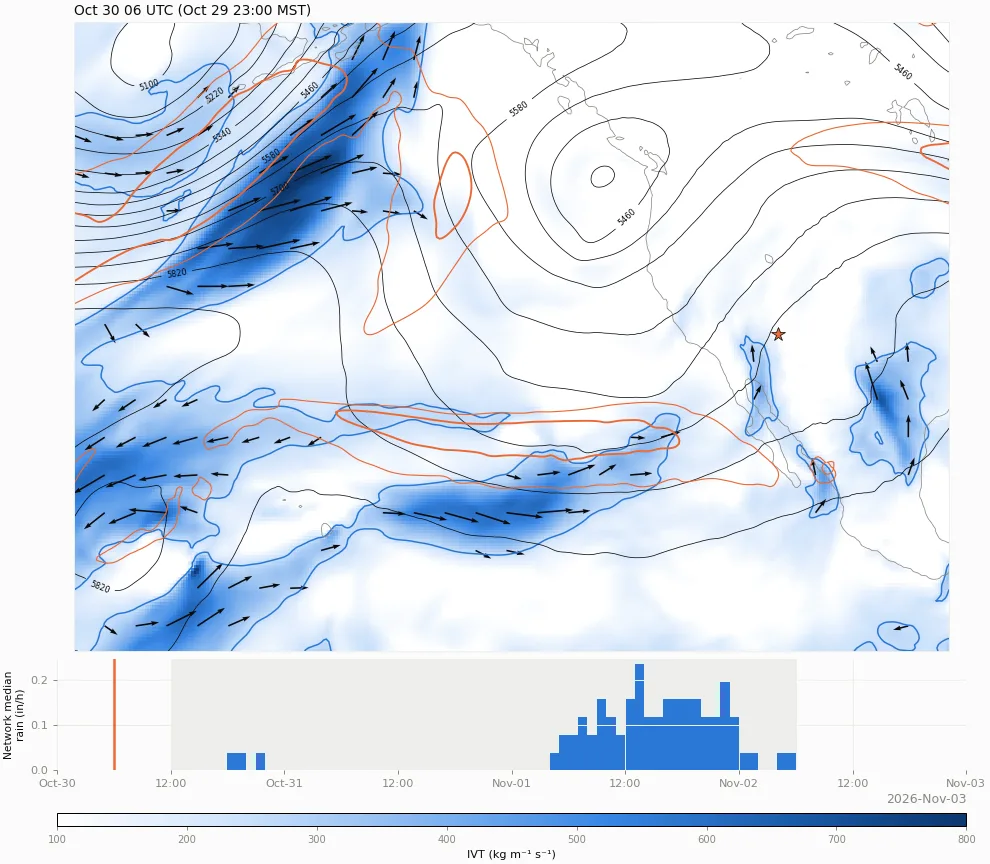 Oct 30 06 UTC (Oct 29 23:00 MST)
5100
5220
5460
5340
5580
5700
5820
5580
5460
5460
5820
Network median
rain (in/h)
0.2
0.1
0.0
Oct-30
12:00
Oct-31
12:00
Nov-01
12:00
Nov-02
12:00
Nov-03
2026-Nov-03
100
200
300
400
500
600
700
800
IVT (kg m⁻¹ s⁻¹)